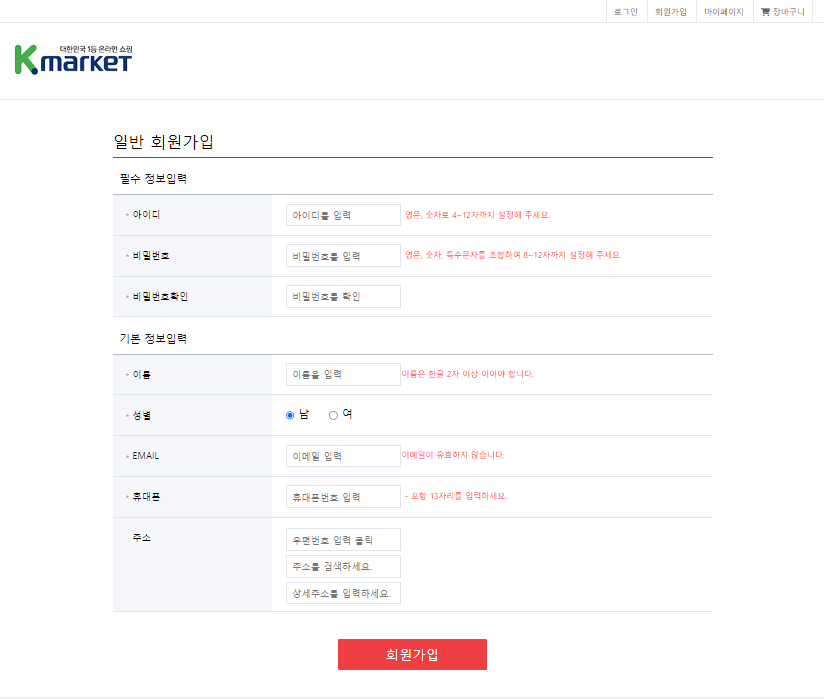 로그인 회원가입 마이페이지 장바구니
대한민국 1등 온라인 쇼핑
Kmarket
일반 회원가입
필수 정보입력
• 아이디 아이디를 입력 영문, 숫자로 4~12자까지 설정해 주세요.
• 비밀번호 비밀번호를 입력 영문, 숫자, 특수문자를 조합하여 8~12자까지 설정해 주세요.
• 비밀번호확인 비밀번호를 확인
기본 정보입력
• 이름 이름을 입력 이름은 한글 2자 이상 이어야 합니다.
• 성별 남 여
• EMAIL 이메일 입력 이메일이 유효하지 않습니다.
• 휴대폰 휴대폰번호 입력 - 포함 13자리를 입력하세요.
주소 우편번호 입력 클릭
주소를 검색하세요.
상세주소를 입력하세요.
회원가입